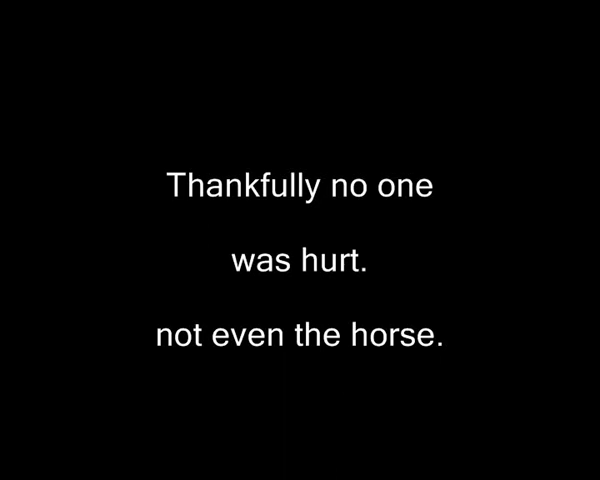 Thankfully no one
was hurt.
not even the horse.